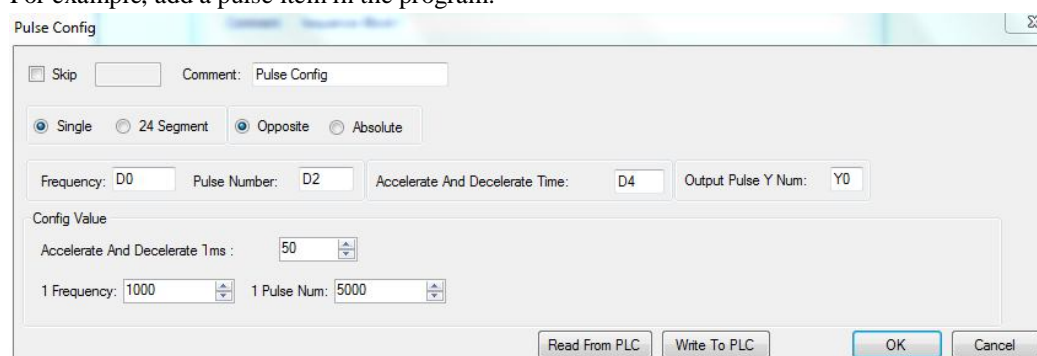 For example, add a pulse item in the program.
Pulse Config
Skip Comment: Pulse Config
Single 24 Segment Opposite Absolute
Frequency: D0 Pulse Number: D2 Accelerate And Decelerate Time: D4 Output Pulse Y Num: Y0
Config Value
Accelerate And Decelerate 1ms : 50
1 Frequency: 1000 1 Pulse Num: 5000
Read From PLC Write To PLC OK Cancel